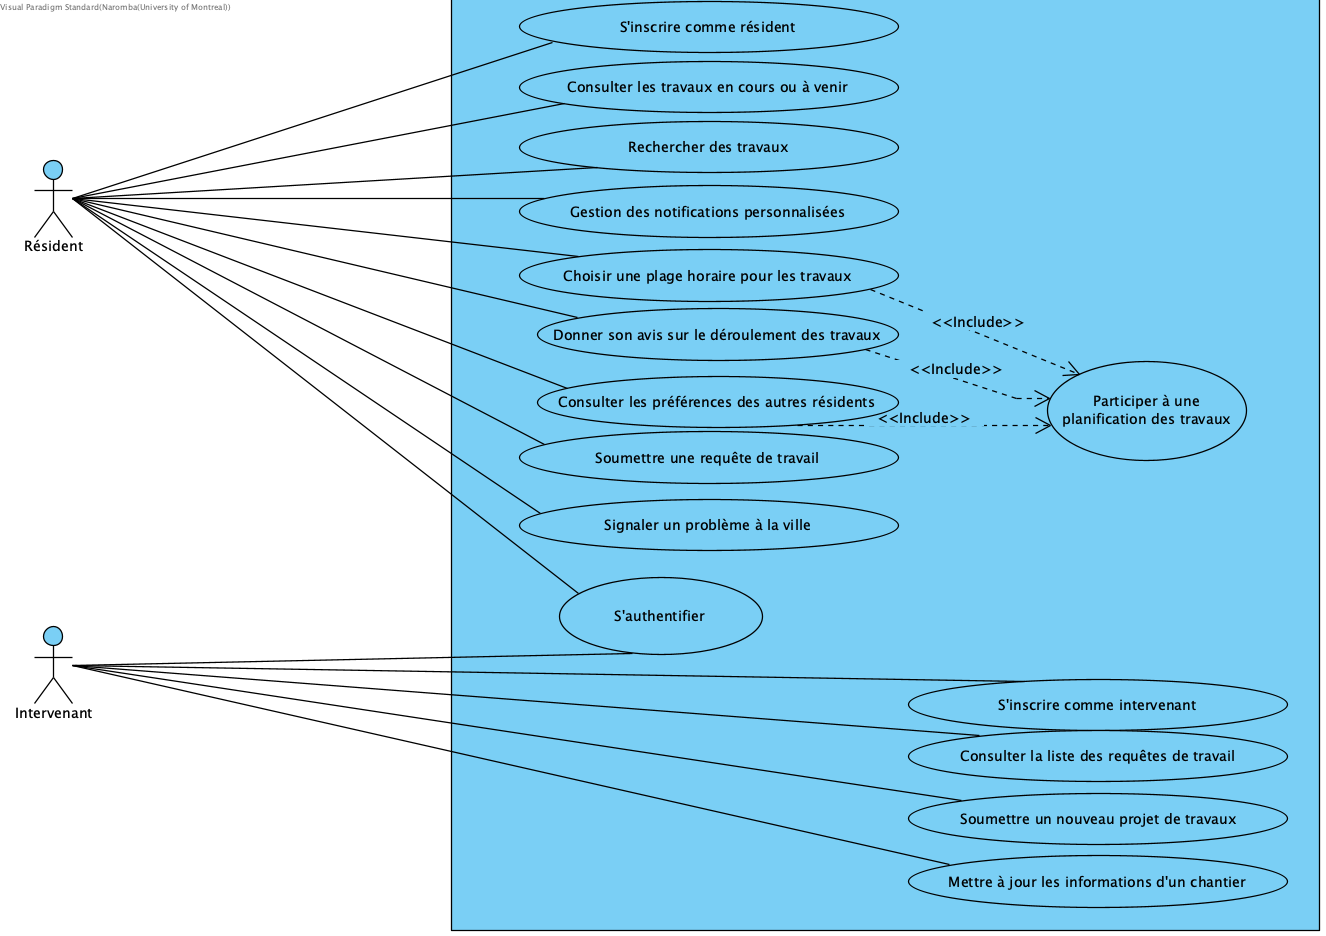 Visual Paradigm Standard(Naromba(University of Montreal))
S'inscrire comme résident
Consulter les travaux en cours ou à venir
Rechercher des travaux
Gestion des notifications personnalisées
Résident
Choisir une plage horaire pour les travaux
<<Include>>
Donner son avis sur le déroulement des travaux
<<Include>>
Consulter les préférences des autres résidents
<<Include>>
Participer à une
planification des travaux
Soumettre une requête de travail
Signaler un problème à la ville
S'authentifier
Intervenant
S'inscrire comme intervenant
Consulter la liste des requêtes de travail
Soumettre un nouveau projet de travaux
Mettre à jour les informations d'un chantier